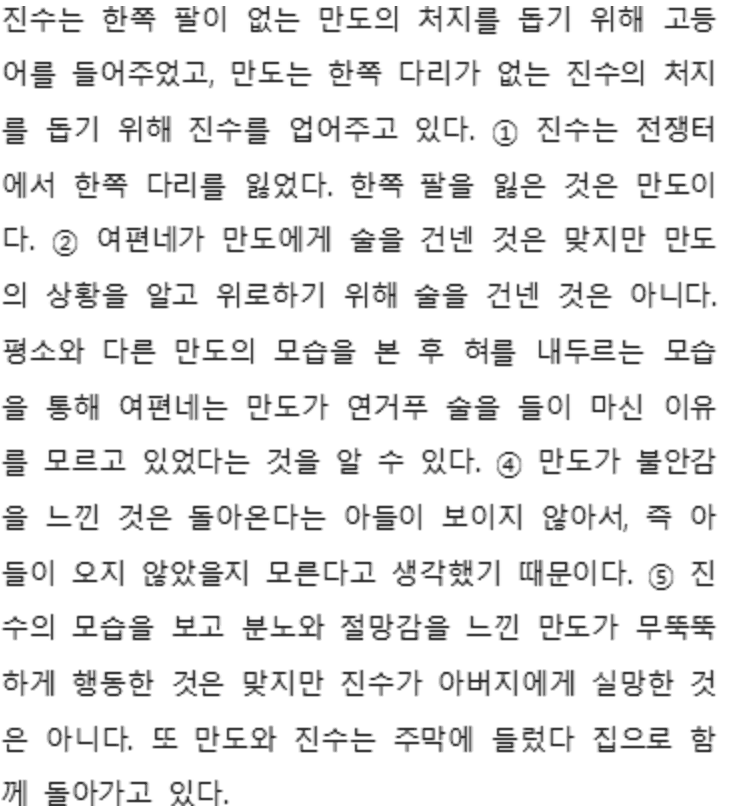 진수는 한쪽 팔이 없는 만도의 처지를 돕기 위해 고등
어를 들어주었고, 만도는 한쪽 다리가 없는 진수의 처지
를 돕기 위해 진수를 업어주고 있다. ① 진수는 전쟁터
에서 한쪽 다리를 잃었다. 한쪽 팔을 잃은 것은 만도이
다. ② 여편네가 만도에게 술을 건넨 것은 맞지만 만도
의 상황을 알고 위로하기 위해 술을 건넨 것은 아니다.
평소와 다른 만도의 모습을 본 후 혀를 내두르는 모습
을 통해 여편네는 만도가 연거푸 술을 들이 마신 이유
를 모르고 있었다는 것을 알 수 있다. ④ 만도가 불안감
을 느낀 것은 돌아온다는 아들이 보이지 않아서, 즉 아
들이 오지 않았을지 모른다고 생각했기 때문이다. ⑤ 진
수의 모습을 보고 분노와 절망감을 느낀 만도가 무뚝뚝
하게 행동한 것은 맞지만 진수가 아버지에게 실망한 것
은 아니다. 또 만도와 진수는 주막에 들렀다 집으로 함
께 돌아가고 있다.